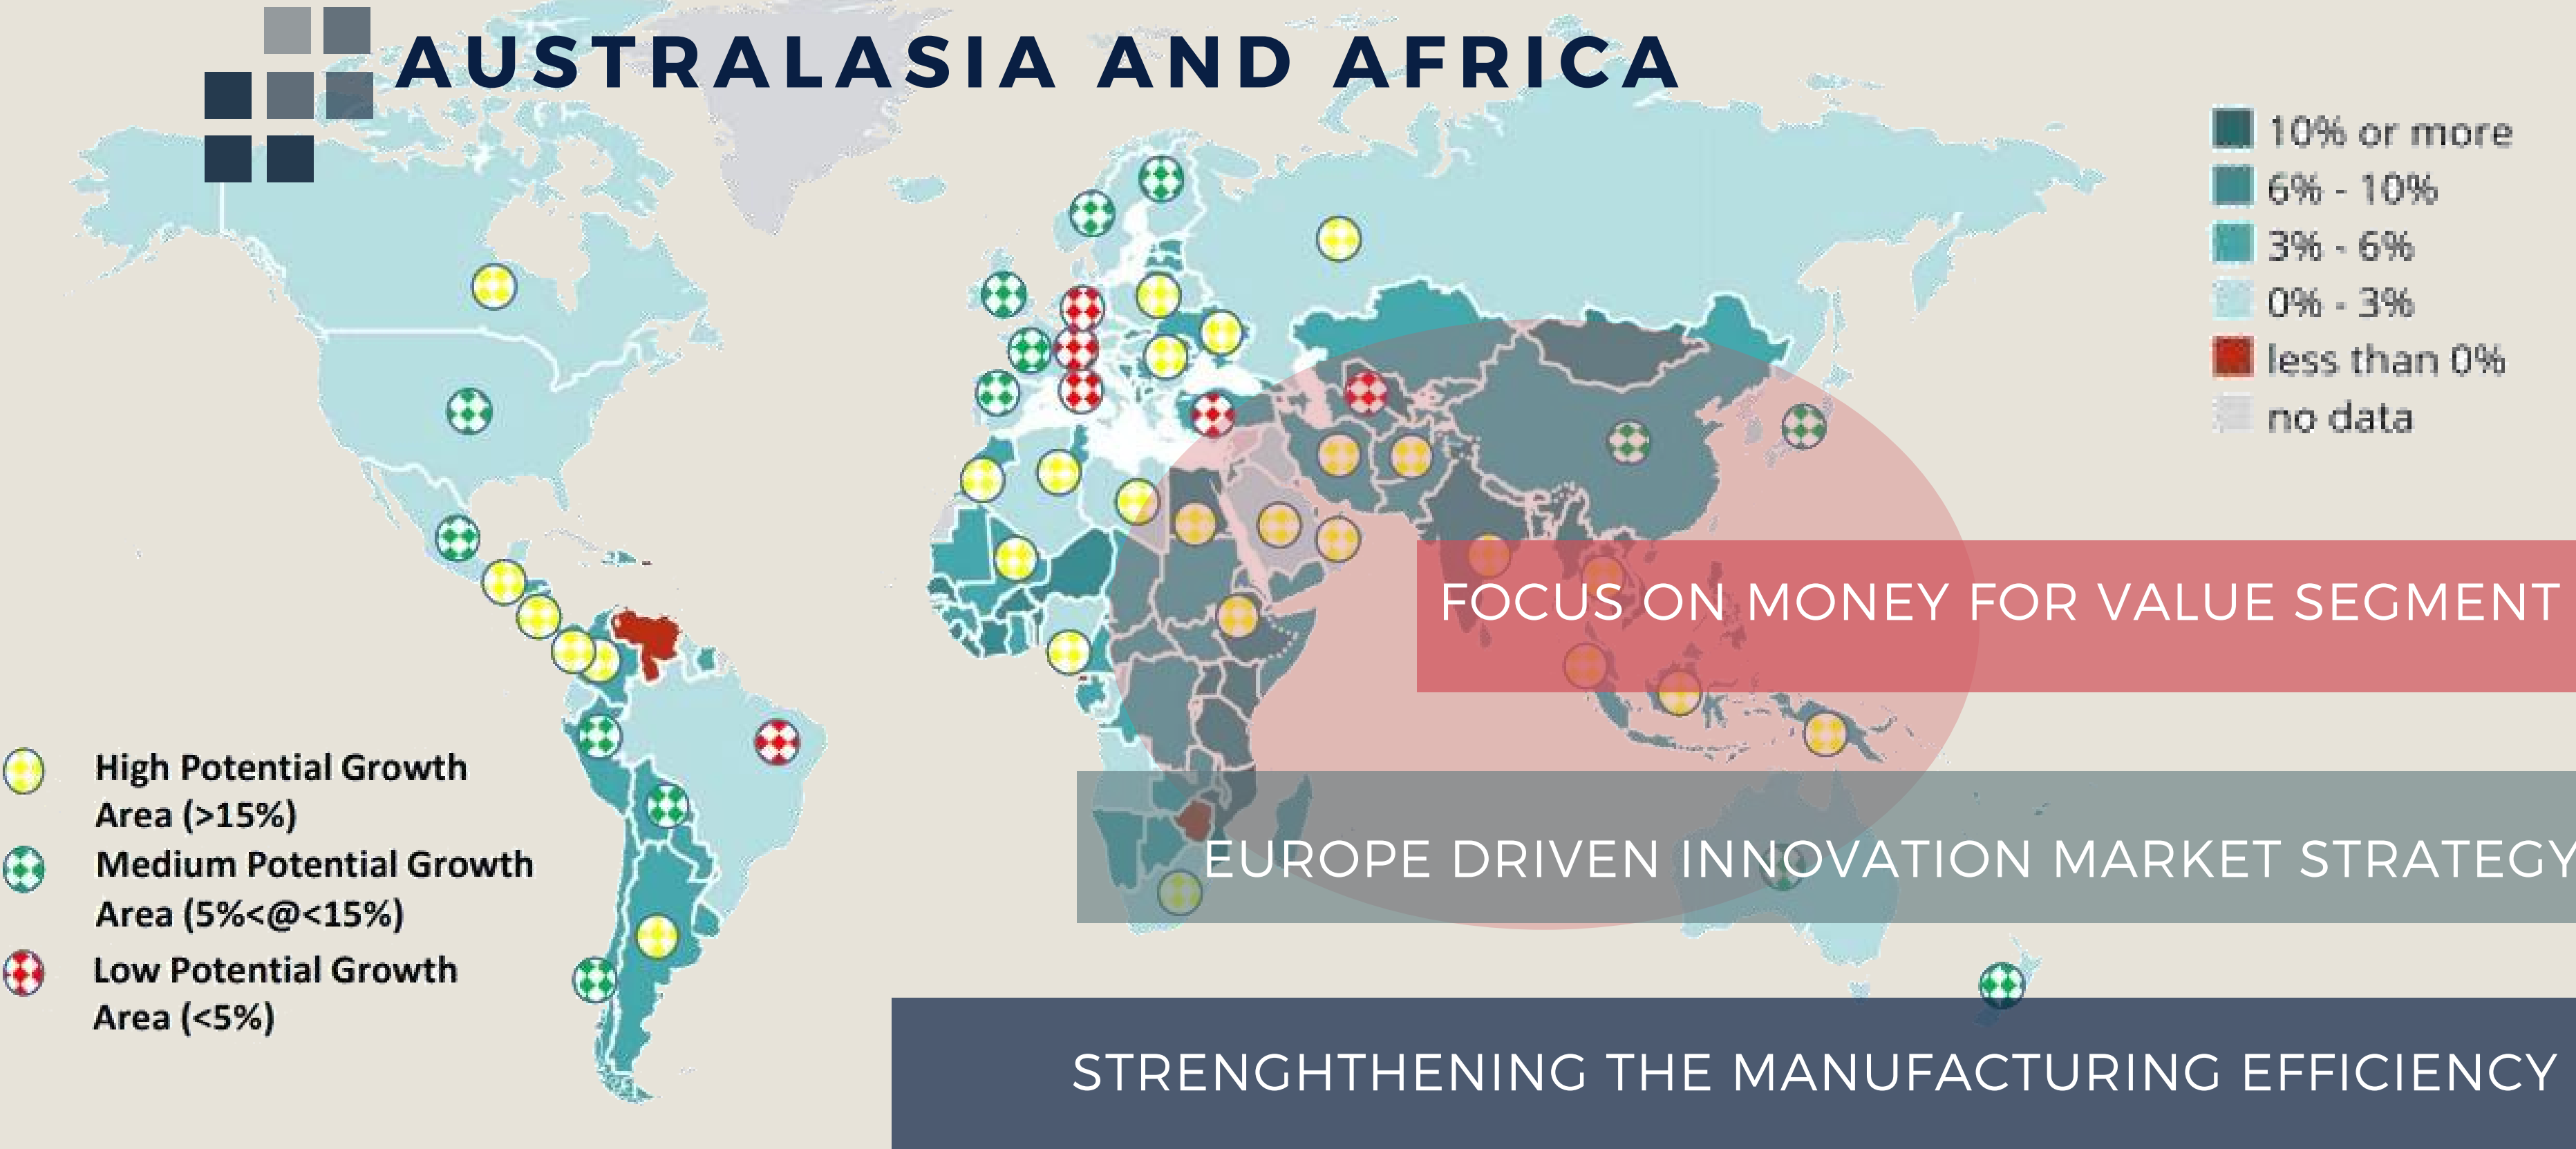 AUSTRALASIA AND AFRICA
10% or more
6% - 10%
3% - 6%
0% - 3%
less than 0%
no data
FOCUS ON MONEY FOR VALUE SEGMENT
High Potential Growth
Area (>15%)
Medium Potential Growth
Area (5%<@<15%)
Low Potential Growth
Area (<5%)
EUROPE DRIVEN INNOVATION MARKET STRATEGY
STRENGHTHENING THE MANUFACTURING EFFICIENCY